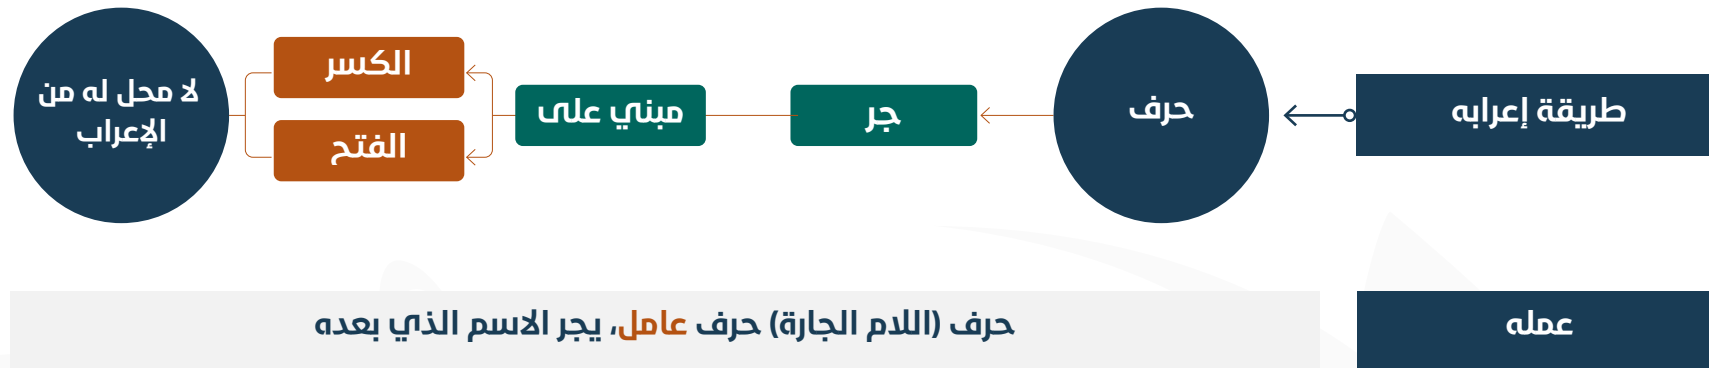 طريقة إعرابه
حرف
جر
مبني على
الكسر
الفتح
لا محل له من
الإعراب
عمله
حرف (اللام الجارة) حرف عامل، يجر الاسم الذي بعده